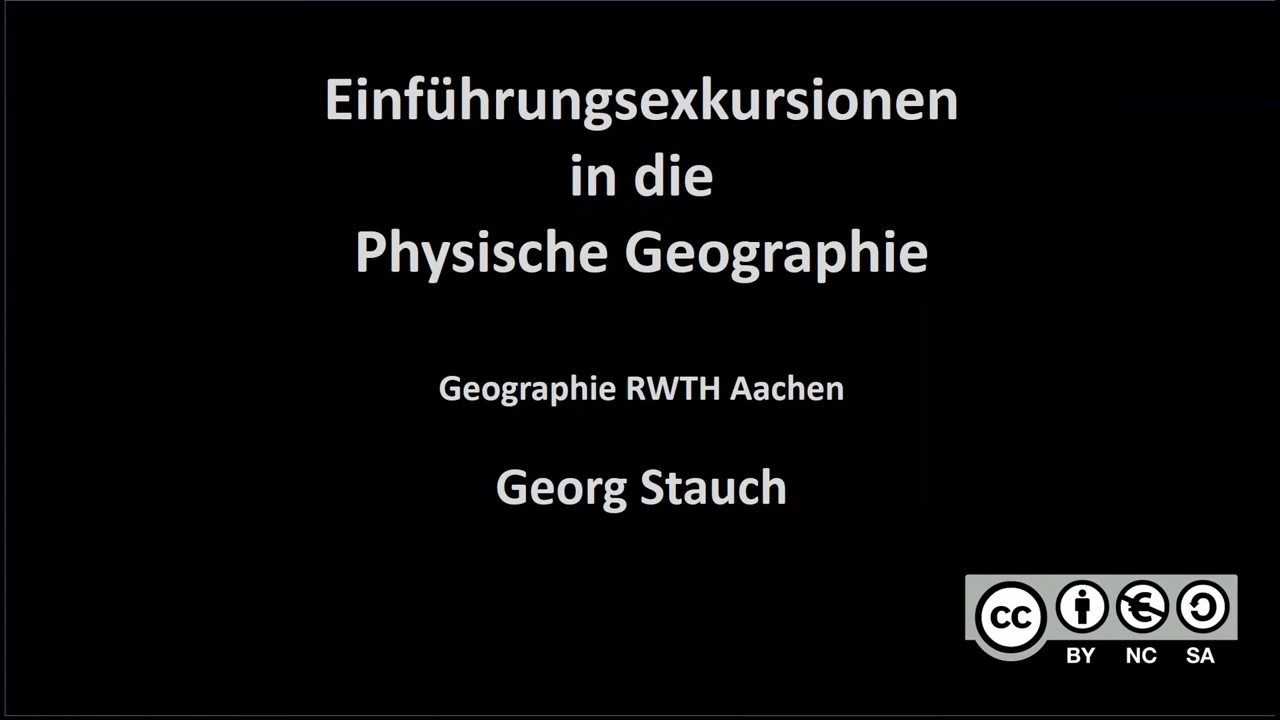 Einführungsexkursionen
in die
Physische Geographie
Geographie RWTH Aachen
Georg Stauch
cc
BY NC SA